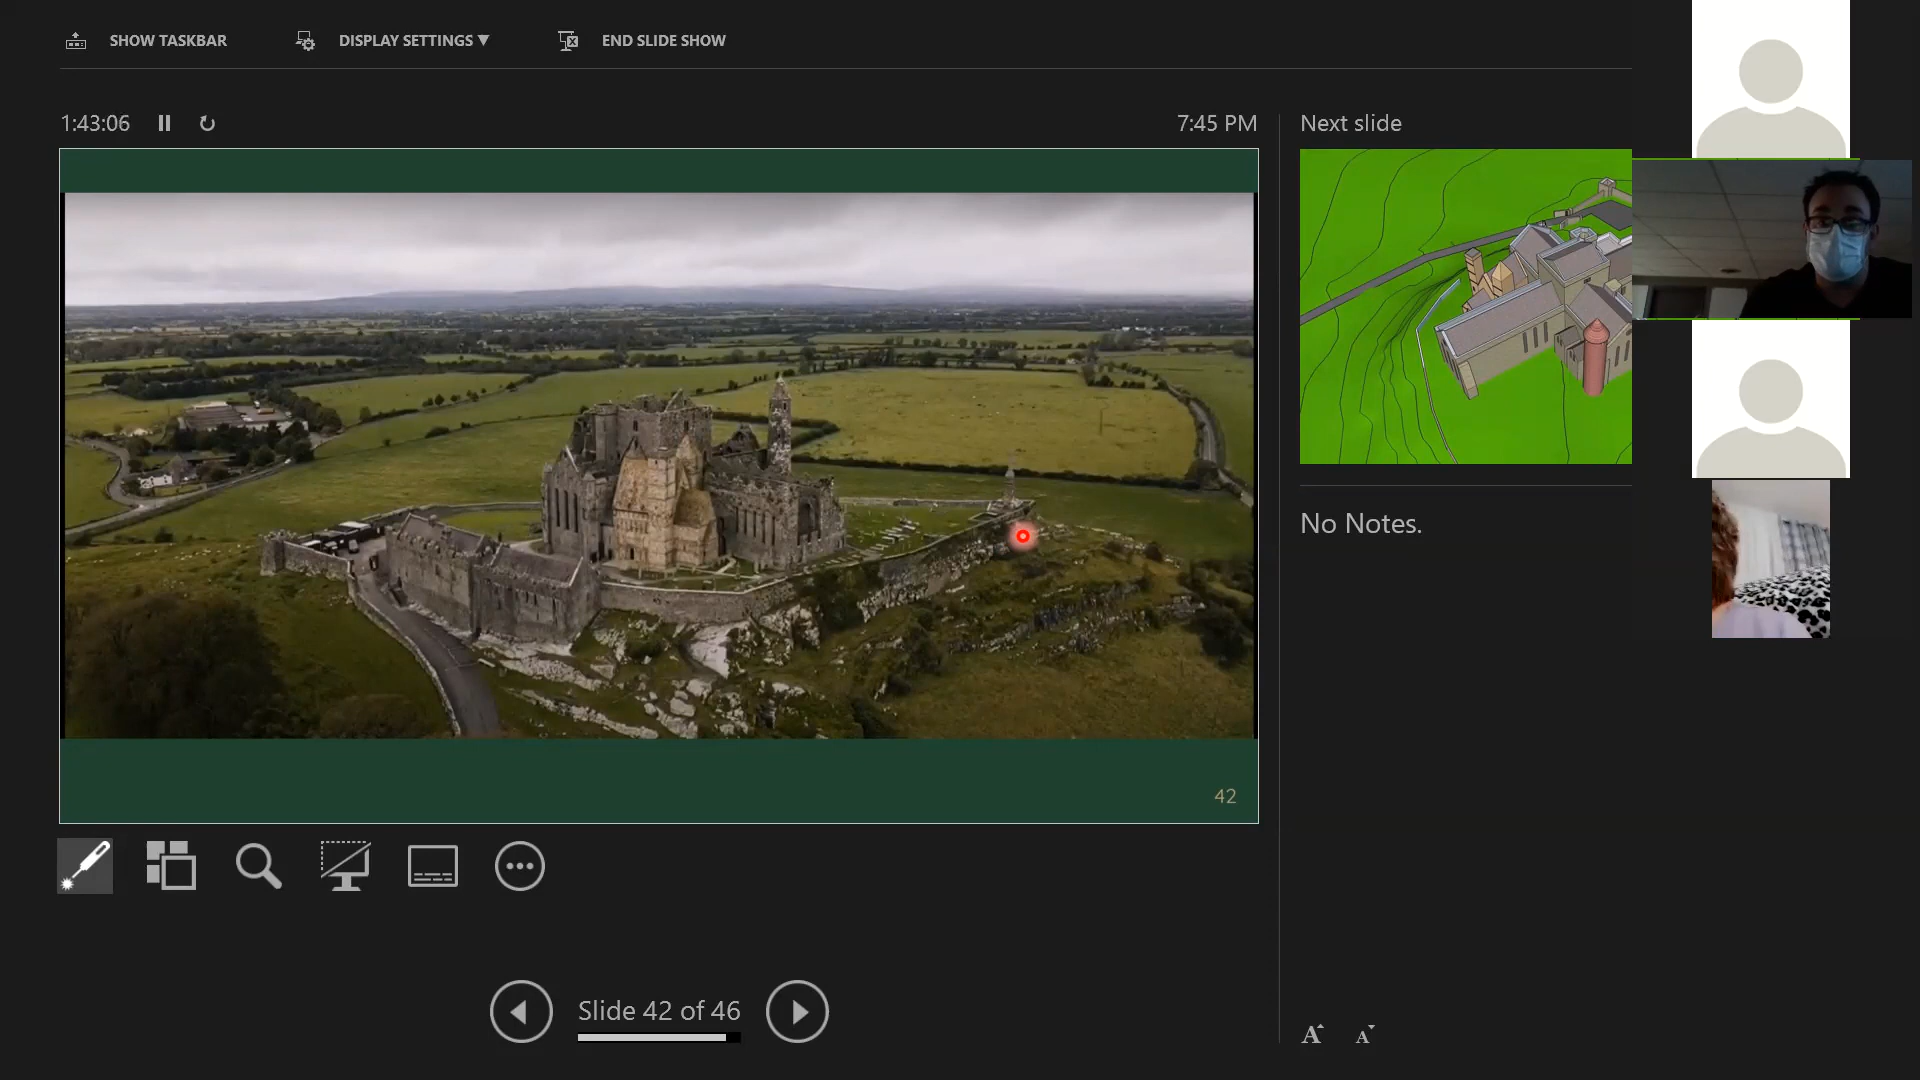 SHOW TASKBAR
DISPLAY SETTINGS ▼
END SLIDE SHOW
1:43:06
7:45 PM
Next slide
No Notes.
42
Slide 42 of 46
A
A